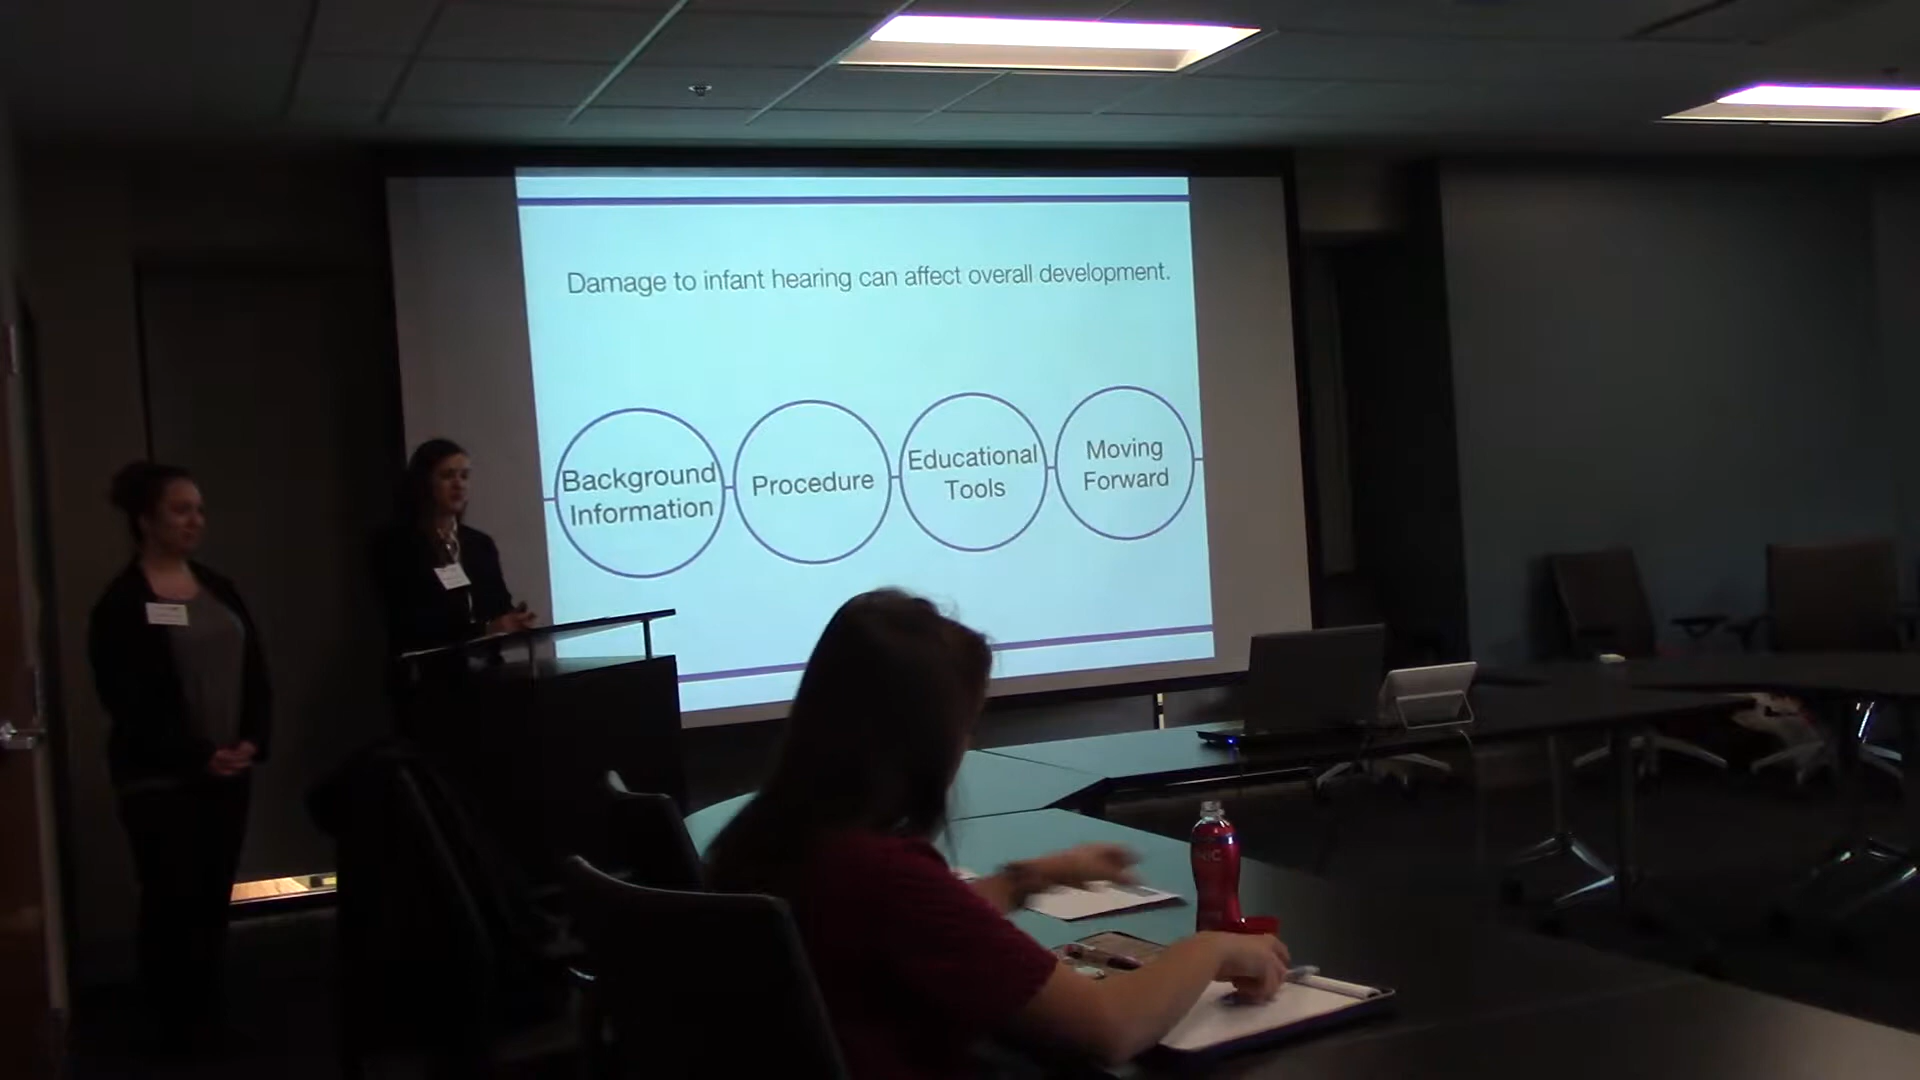 Damage to infant hearing can affect overall development.
Background
Information
Procedure
Educational
Tools
Moving
Forward